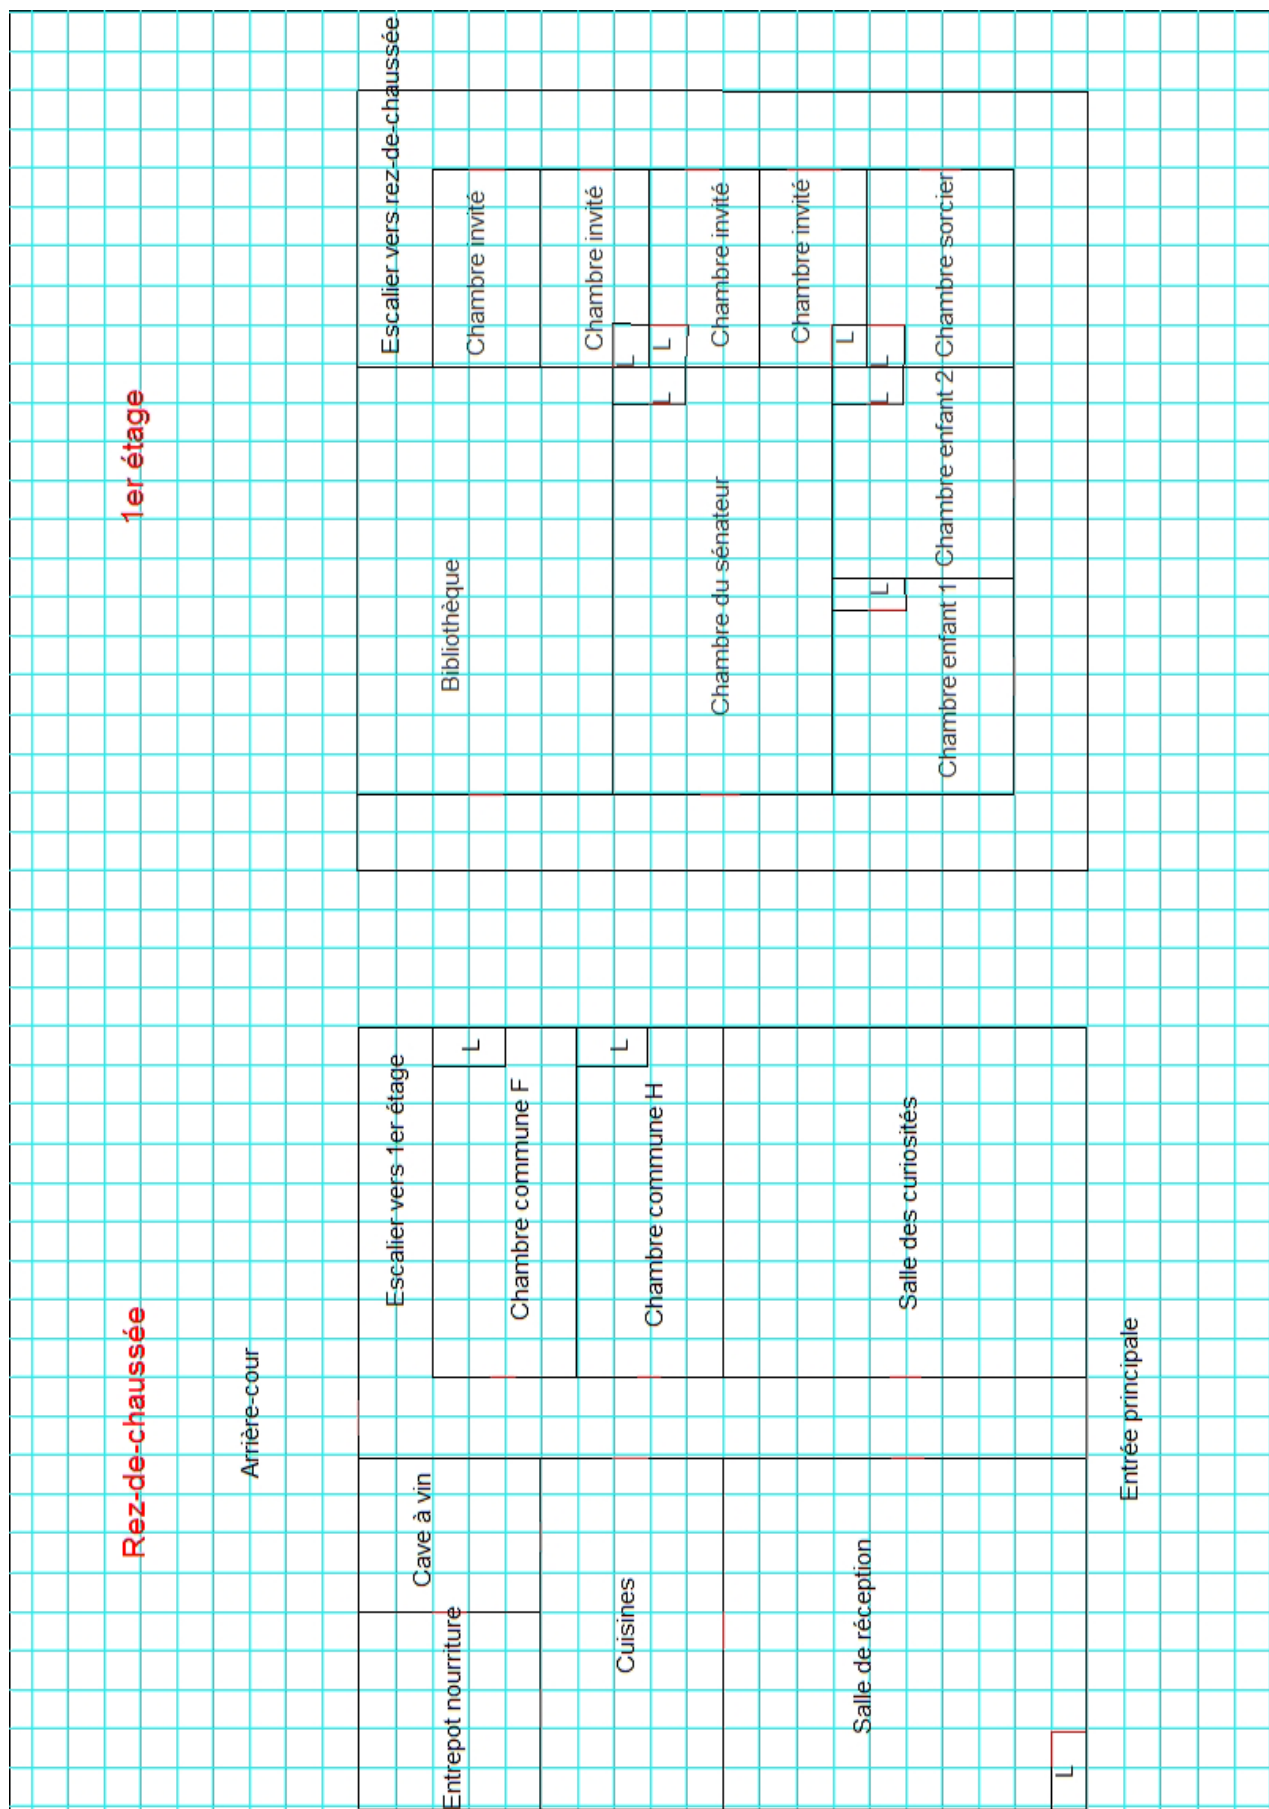 Rez-de-chaussée
1er étage
Arrière-cour
Entrepot nourriture
Cave à vin
Escalier vers 1er étage
L
Chambre commune F
Cuisines
L
Chambre commune H
Salle de réception
Salle des curiosités
L
Entrée principale
Escalier vers rez-de-chaussée
Bibliothèque
Chambre invité
Chambre invité
L
L
L
Chambre du sénateur
Chambre invité
Chambre invité
L
L
L
L
Chambre enfant 1
Chambre enfant 2
Chambre sorcier